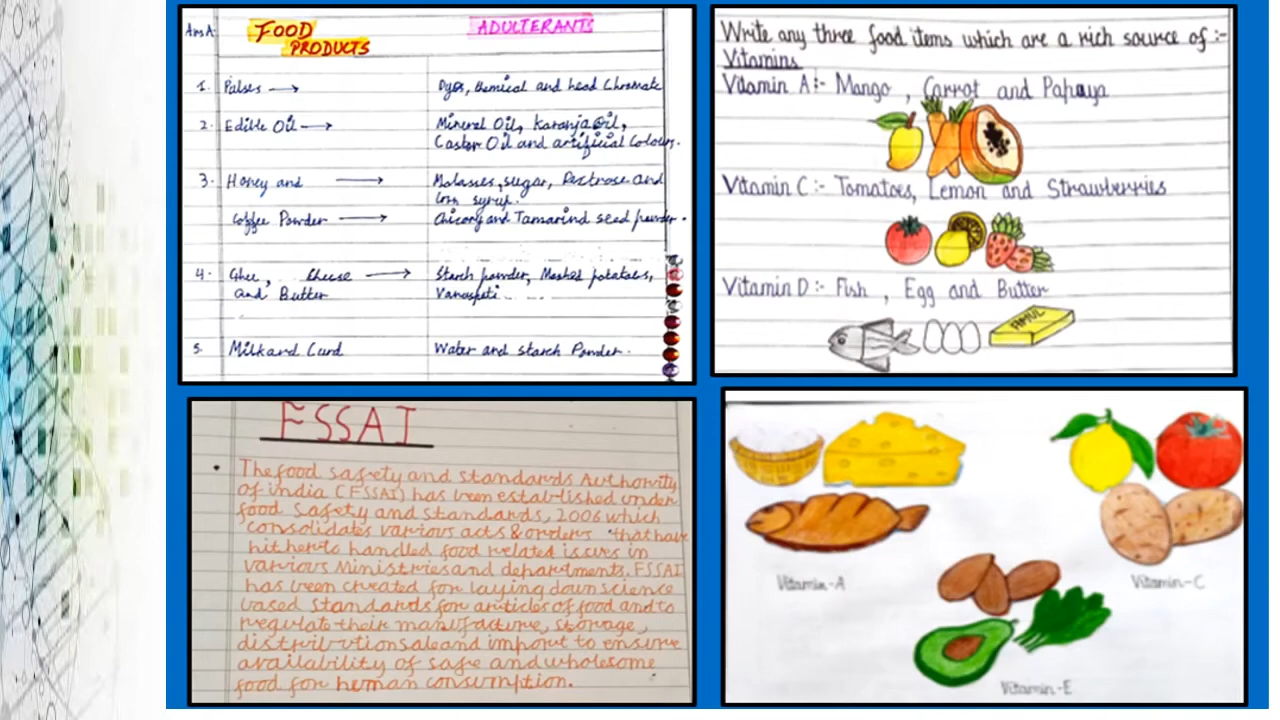 Ans A.
FOOD
PRODUCTS
ADULTERANTS
1. Pulses → Dyes, Chemical and lead Chromate
2. Edible Oil → Mineral Oil, Karanja Oil,
Castor Oil and artificial Colours.
3. Honey and → Molasses, sugar, Dextrose and
Corn syrup.
Coffee Powder → Chicory and Tamarind seed powder.
4. Ghee, Cheese → Starch powder, Mashed potatoes,
and Butter Vanaspati
5. Milk and Curd Water and starch Powder.
Write any three food items which are a rich source of :-
Vitamins
Vitamin A:- Mango, Carrot and Papaya
Vitamin C:- Tomatoes, Lemon and Strawberries
Vitamin D:- Fish, Egg and Butter
AMUL
FSSAI
• The food safety and standards Authority
of india (FSSAI) has been established under
food safety and standards, 2006 which
consolidates various acts & orders that have
hitherto handled food related issues in
various Ministries and departments. FSSAI
has been created for laying down science
based standards for articles of food and to
regulate their manufacture, storage,
distribution sale and import to ensure
availability of safe and wholesome
food for human consumption.
Vitamin-A
Vitamin-C
Vitamin-E